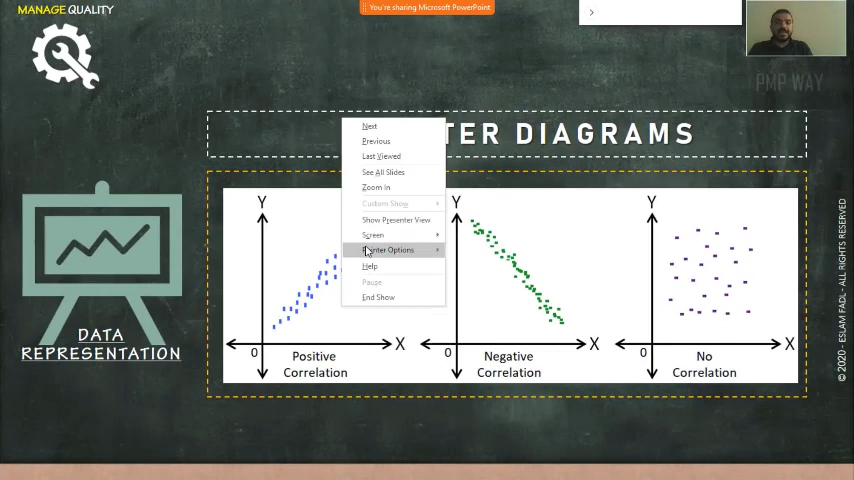 MANAGE QUALITY
You're sharing Microsoft PowerPoint
PMP WAY
TER DIAGRAMS
Next
Previous
Last Viewed
See All Slides
Zoom In
Custom Show
Show Presenter View
Screen
Pointer Options
Help
Pause
End Show
Y
Y
Y
0
X
0
X
0
X
Positive
Correlation
Negative
Correlation
No
Correlation
DATA
REPRESENTATION
© 2020 - ESLAM FADL - ALL RIGHTS RESERVED